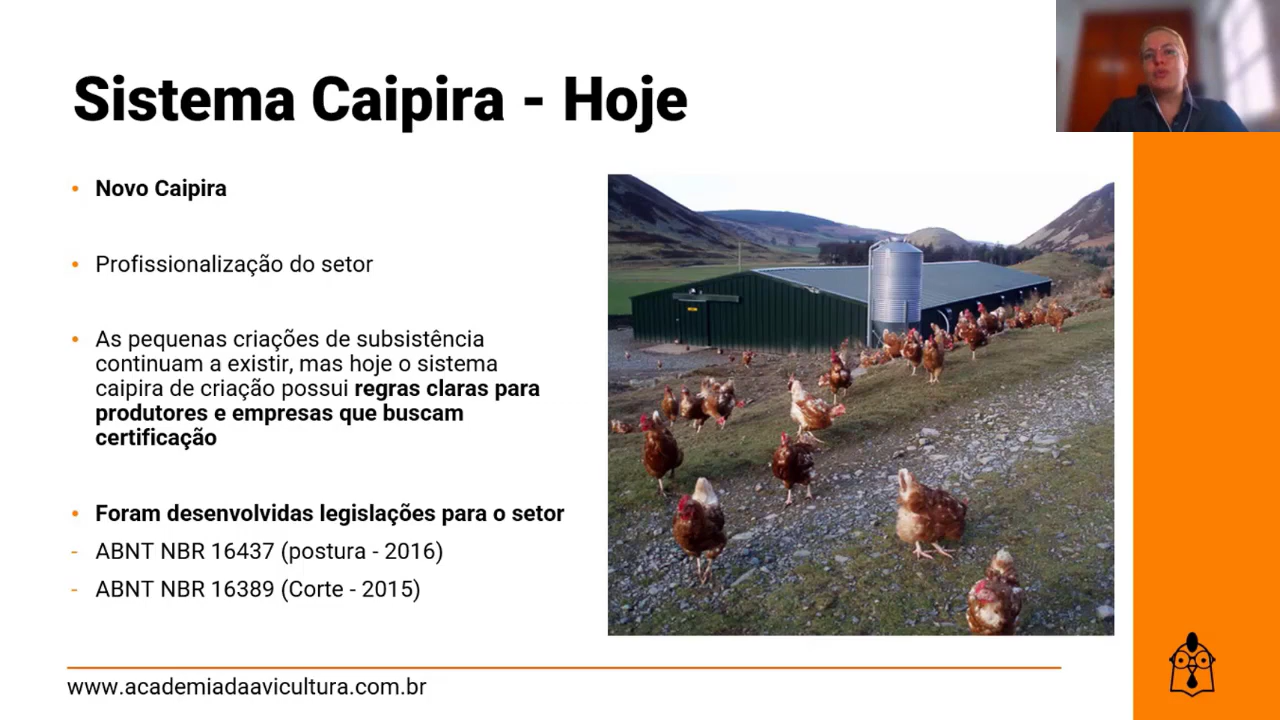 Sistema Caipira - Hoje
• Novo Caipira
• Profissionalização do setor
• As pequenas criações de subsistência
continuam a existir, mas hoje o sistema
caipira de criação possui regras claras para
produtores e empresas que buscam
certificação
• Foram desenvolvidas legislações para o setor
- ABNT NBR 16437 (postura - 2016)
- ABNT NBR 16389 (Corte - 2015)
www.academiadaavicultura.com.br